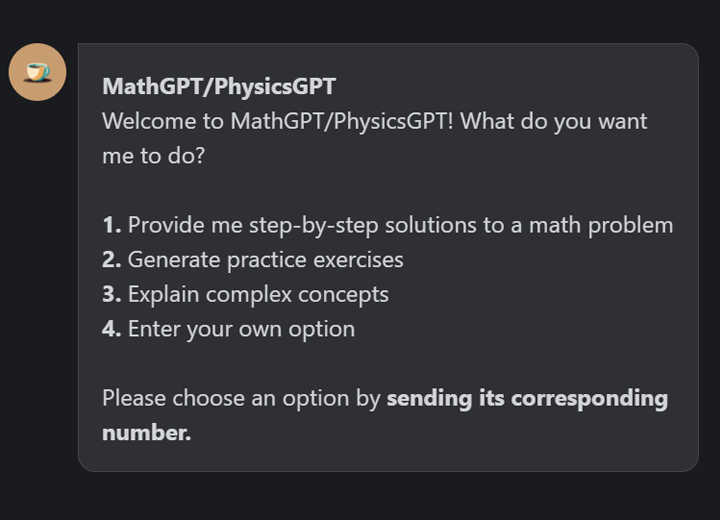 MathGPT/PhysicsGPT
Welcome to MathGPT/PhysicsGPT! What do you want
me to do?
1. Provide me step-by-step solutions to a math problem
2. Generate practice exercises
3. Explain complex concepts
4. Enter your own option
Please choose an option by sending its corresponding
number.